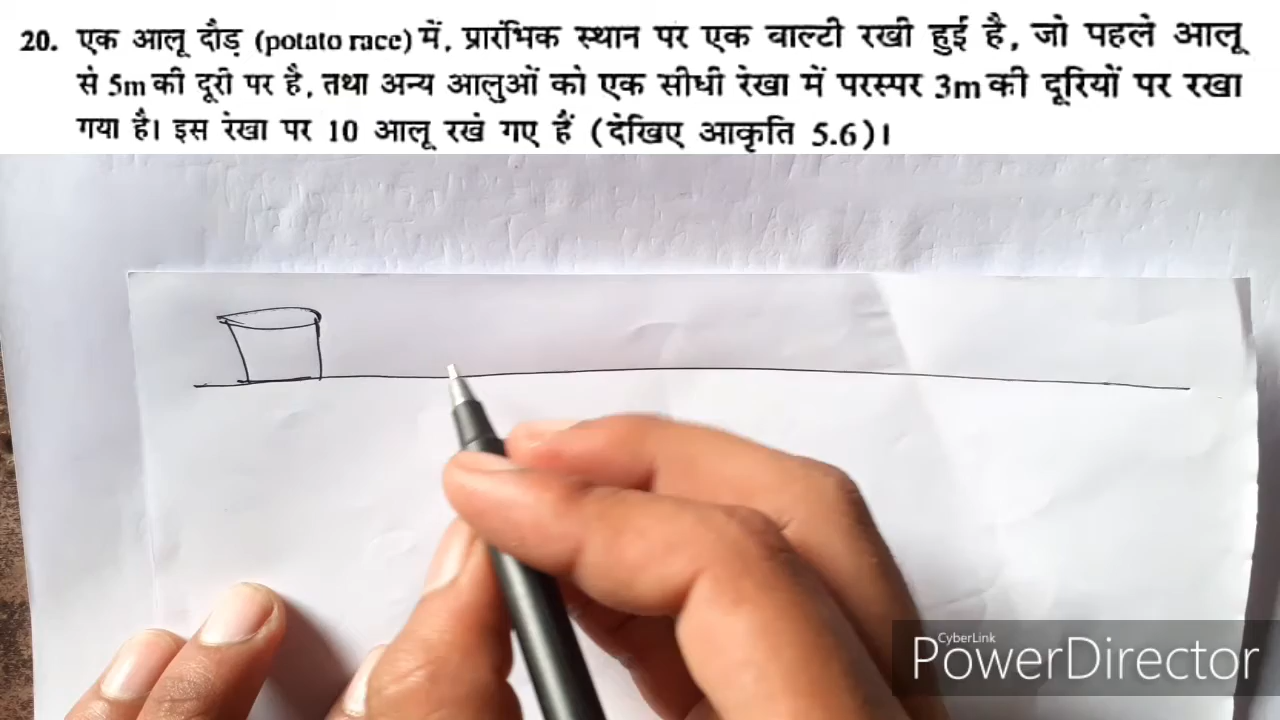 20. एक आलू दौड़ (potato race) में, प्रारंभिक स्थान पर एक बाल्टी रखी हुई है, जो पहले आलू
से 5m की दूरी पर है, तथा अन्य आलुओं को एक सीधी रेखा में परस्पर 3m की दूरियों पर रखा
गया है। इस रेखा पर 10 आलू रखे गए हैं (देखिए आकृति 5.6)।
CyberLink
PowerDirector